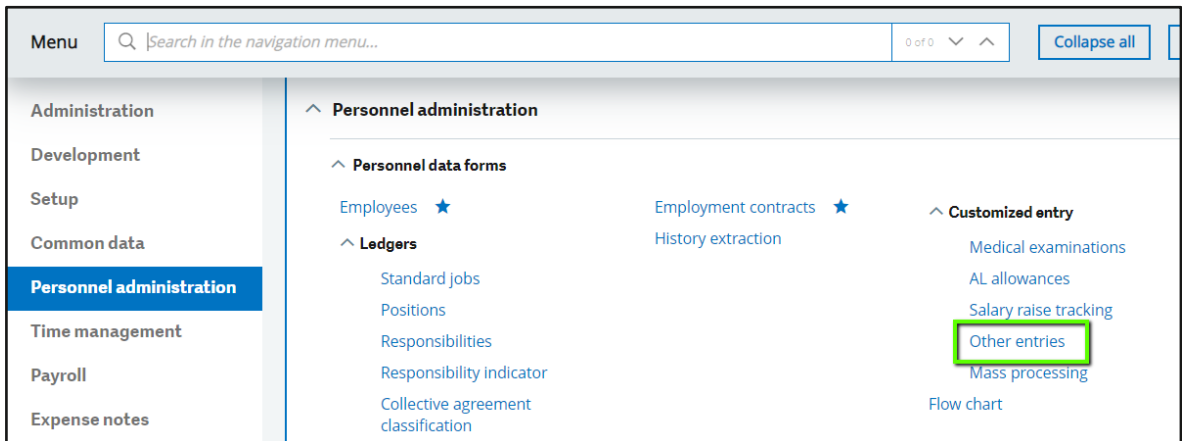 Menu
Search in the navigation menu...
0 of 0
Collapse all
Administration
Development
Setup
Common data
Personnel administration
Time management
Payroll
Expense notes
Personnel administration
Personnel data forms
Employees
Ledgers
Standard jobs
Positions
Responsibilities
Responsibility indicator
Collective agreement
classification
Employment contracts
History extraction
Customized entry
Medical examinations
AL allowances
Salary raise tracking
Other entries
Mass processing
Flow chart